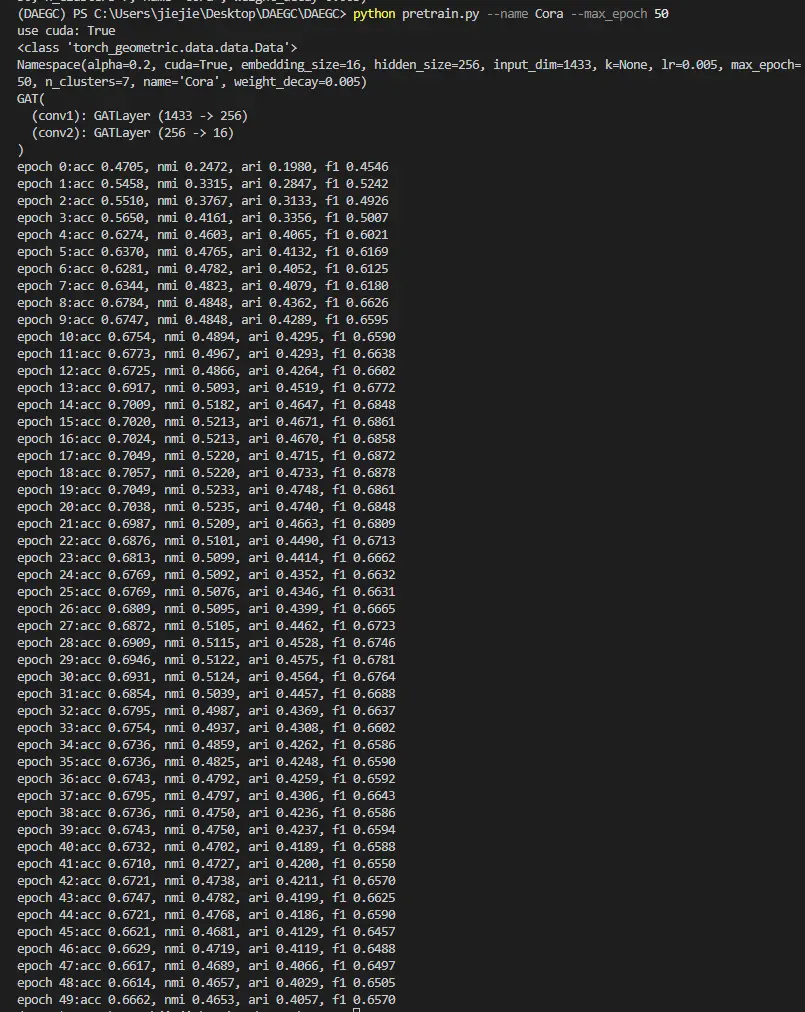 (DAEGC) PS C:\Users\jiejie\Desktop\DAEGC\DAEGC> python pretrain.py --name Cora --max_epoch 50
use cuda: True
<class 'torch_geometric.data.data.Data'>
Namespace(alpha=0.2, cuda=True, embedding_size=16, hidden_size=256, input_dim=1433, k=None, lr=0.005, max_epoch=
50, n_clusters=7, name='Cora', weight_decay=0.005)
GAT(
  (conv1): GATLayer (1433 -> 256)
  (conv2): GATLayer (256 -> 16)
)
epoch 0:acc 0.4705, nmi 0.2472, ari 0.1980, f1 0.4546
epoch 1:acc 0.5458, nmi 0.3315, ari 0.2847, f1 0.5242
epoch 2:acc 0.5510, nmi 0.3767, ari 0.3133, f1 0.4926
epoch 3:acc 0.5650, nmi 0.4161, ari 0.3356, f1 0.5007
epoch 4:acc 0.6274, nmi 0.4603, ari 0.4065, f1 0.6021
epoch 5:acc 0.6370, nmi 0.4765, ari 0.4132, f1 0.6169
epoch 6:acc 0.6281, nmi 0.4782, ari 0.4052, f1 0.6125
epoch 7:acc 0.6344, nmi 0.4823, ari 0.4079, f1 0.6180
epoch 8:acc 0.6784, nmi 0.4848, ari 0.4362, f1 0.6626
epoch 9:acc 0.6747, nmi 0.4848, ari 0.4289, f1 0.6595
epoch 10:acc 0.6754, nmi 0.4894, ari 0.4295, f1 0.6590
epoch 11:acc 0.6773, nmi 0.4967, ari 0.4293, f1 0.6638
epoch 12:acc 0.6725, nmi 0.4866, ari 0.4264, f1 0.6602
epoch 13:acc 0.6917, nmi 0.5093, ari 0.4519, f1 0.6772
epoch 14:acc 0.7009, nmi 0.5182, ari 0.4647, f1 0.6848
epoch 15:acc 0.7020, nmi 0.5213, ari 0.4671, f1 0.6861
epoch 16:acc 0.7024, nmi 0.5213, ari 0.4670, f1 0.6858
epoch 17:acc 0.7049, nmi 0.5220, ari 0.4715, f1 0.6872
epoch 18:acc 0.7057, nmi 0.5220, ari 0.4733, f1 0.6878
epoch 19:acc 0.7049, nmi 0.5233, ari 0.4748, f1 0.6861
epoch 20:acc 0.7038, nmi 0.5235, ari 0.4740, f1 0.6848
epoch 21:acc 0.6987, nmi 0.5209, ari 0.4663, f1 0.6809
epoch 22:acc 0.6876, nmi 0.5101, ari 0.4490, f1 0.6713
epoch 23:acc 0.6813, nmi 0.5099, ari 0.4414, f1 0.6662
epoch 24:acc 0.6769, nmi 0.5092, ari 0.4352, f1 0.6632
epoch 25:acc 0.6769, nmi 0.5076, ari 0.4346, f1 0.6631
epoch 26:acc 0.6809, nmi 0.5095, ari 0.4399, f1 0.6665
epoch 27:acc 0.6872, nmi 0.5105, ari 0.4462, f1 0.6723
epoch 28:acc 0.6909, nmi 0.5115, ari 0.4528, f1 0.6746
epoch 29:acc 0.6946, nmi 0.5122, ari 0.4575, f1 0.6781
epoch 30:acc 0.6931, nmi 0.5124, ari 0.4564, f1 0.6764
epoch 31:acc 0.6854, nmi 0.5039, ari 0.4457, f1 0.6688
epoch 32:acc 0.6795, nmi 0.4987, ari 0.4369, f1 0.6637
epoch 33:acc 0.6754, nmi 0.4937, ari 0.4308, f1 0.6602
epoch 34:acc 0.6736, nmi 0.4859, ari 0.4262, f1 0.6586
epoch 35:acc 0.6736, nmi 0.4825, ari 0.4248, f1 0.6590
epoch 36:acc 0.6743, nmi 0.4792, ari 0.4259, f1 0.6592
epoch 37:acc 0.6795, nmi 0.4797, ari 0.4306, f1 0.6643
epoch 38:acc 0.6736, nmi 0.4750, ari 0.4236, f1 0.6586
epoch 39:acc 0.6743, nmi 0.4750, ari 0.4237, f1 0.6594
epoch 40:acc 0.6732, nmi 0.4702, ari 0.4189, f1 0.6588
epoch 41:acc 0.6710, nmi 0.4727, ari 0.4200, f1 0.6550
epoch 42:acc 0.6721, nmi 0.4738, ari 0.4211, f1 0.6570
epoch 43:acc 0.6747, nmi 0.4782, ari 0.4199, f1 0.6625
epoch 44:acc 0.6721, nmi 0.4768, ari 0.4186, f1 0.6590
epoch 45:acc 0.6621, nmi 0.4681, ari 0.4129, f1 0.6457
epoch 46:acc 0.6629, nmi 0.4719, ari 0.4119, f1 0.6488
epoch 47:acc 0.6617, nmi 0.4689, ari 0.4066, f1 0.6497
epoch 48:acc 0.6614, nmi 0.4657, ari 0.4029, f1 0.6505
epoch 49:acc 0.6662, nmi 0.4653, ari 0.4057, f1 0.6570